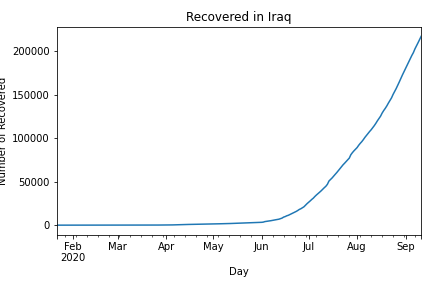 Recovered in Iraq
Number of Recovered
200000
150000
100000
50000
0
Feb Mar Apr May Jun Jul Aug Sep
2020
Day